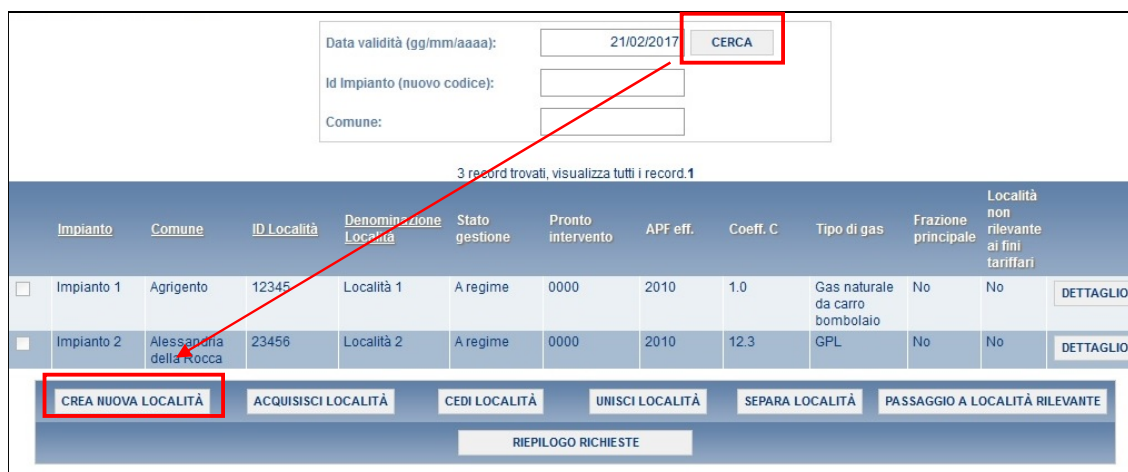 Data validità (gg/mm/aaaa): 21/02/2017 CERCA
Id Impianto (nuovo codice):
Comune:
3 record trovati, visualizza tutti i record.1
Impianto Comune ID Località Denominazione Località Stato gestione Pronto intervento APF eff. Coeff. C Tipo di gas Frazione principale Località non rilevante ai fini tariffari
Impianto 1 Agrigento 12345 Località 1 A regime 0000 2010 1.0 Gas naturale da carro bombolaio No No DETTAGLIO
Impianto 2 Alessandria della Rocca 23456 Località 2 A regime 0000 2010 12.3 GPL No No DETTAGLIO
CREA NUOVA LOCALITÀ ACQUISISCI LOCALITÀ CEDI LOCALITÀ UNISCI LOCALITÀ SEPARA LOCALITÀ PASSAGGIO A LOCALITÀ RILEVANTE
RIEPILOGO RICHIESTE